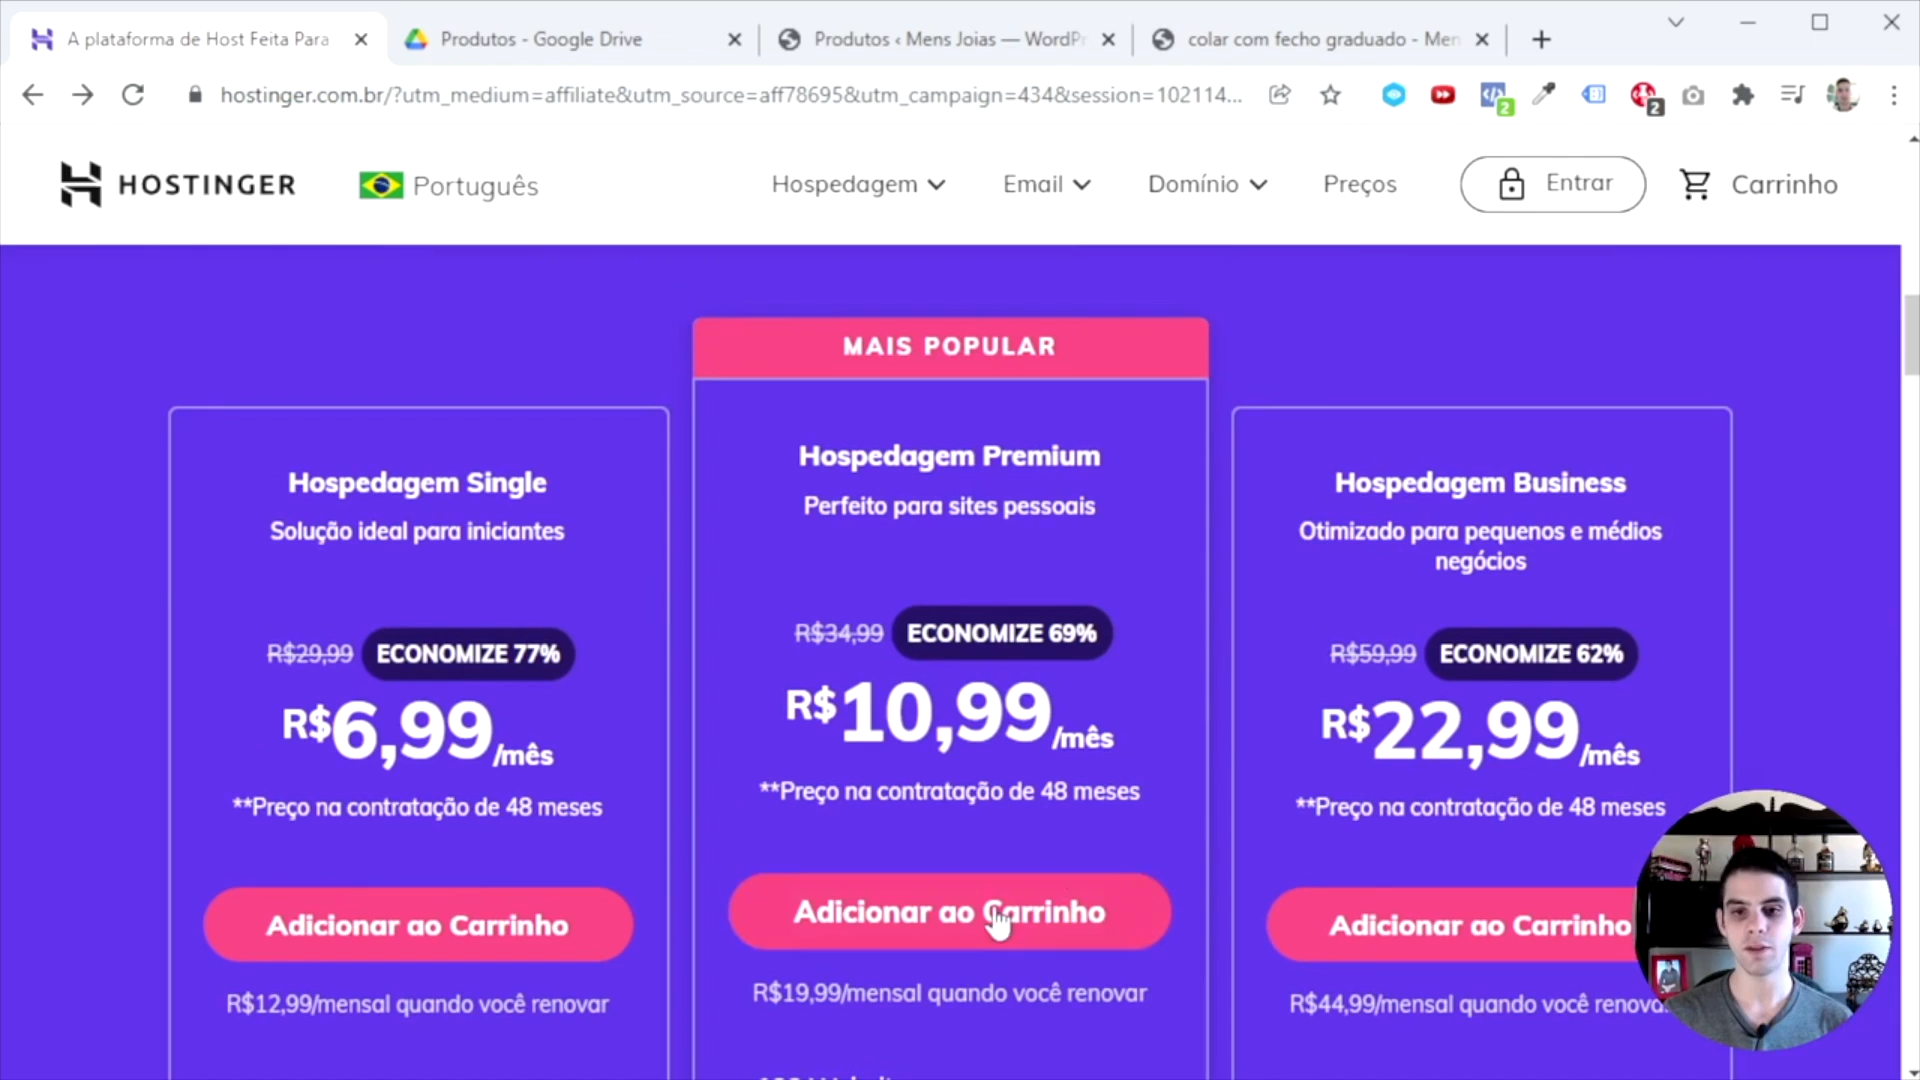 A plataforma de Host Feita Para
Produtos - Google Drive
Produtos ‹ Mens Joias — WordPr
colar com fecho graduado - Men
hostinger.com.br/?utm_medium=affiliate&utm_source=aff78695&utm_campaign=434&session=102114...
2
2
HOSTINGER
Português
Hospedagem
Email
Domínio
Preços
Entrar
Carrinho
MAIS POPULAR
Hospedagem Single
Solução ideal para iniciantes
R$29,99 ECONOMIZE 77%
R$6,99/mês
**Preço na contratação de 48 meses
Adicionar ao Carrinho
R$12,99/mensal quando você renovar
Hospedagem Premium
Perfeito para sites pessoais
R$34,99 ECONOMIZE 69%
R$10,99/mês
**Preço na contratação de 48 meses
Adicionar ao Carrinho
R$19,99/mensal quando você renovar
Hospedagem Business
Otimizado para pequenos e médios
negócios
R$59,99 ECONOMIZE 62%
R$22,99/mês
**Preço na contratação de 48 meses
Adicionar ao Carrinho
R$44,99/mensal quando você renova